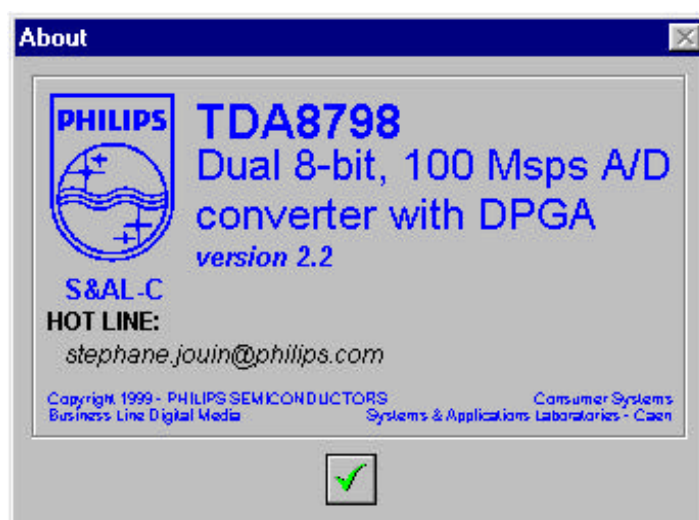 About
PHILIPS
TDA8798
Dual 8-bit, 100 Msps A/D
converter with DPGA
version 2.2
S&AL-C
HOT LINE:
stephane.jouin@philips.com
Copyright 1999 - PHILIPS SEMICONDUCTORS Consumer Systems
Business Line Digital Media Systems & Applications Laboratories - Caen